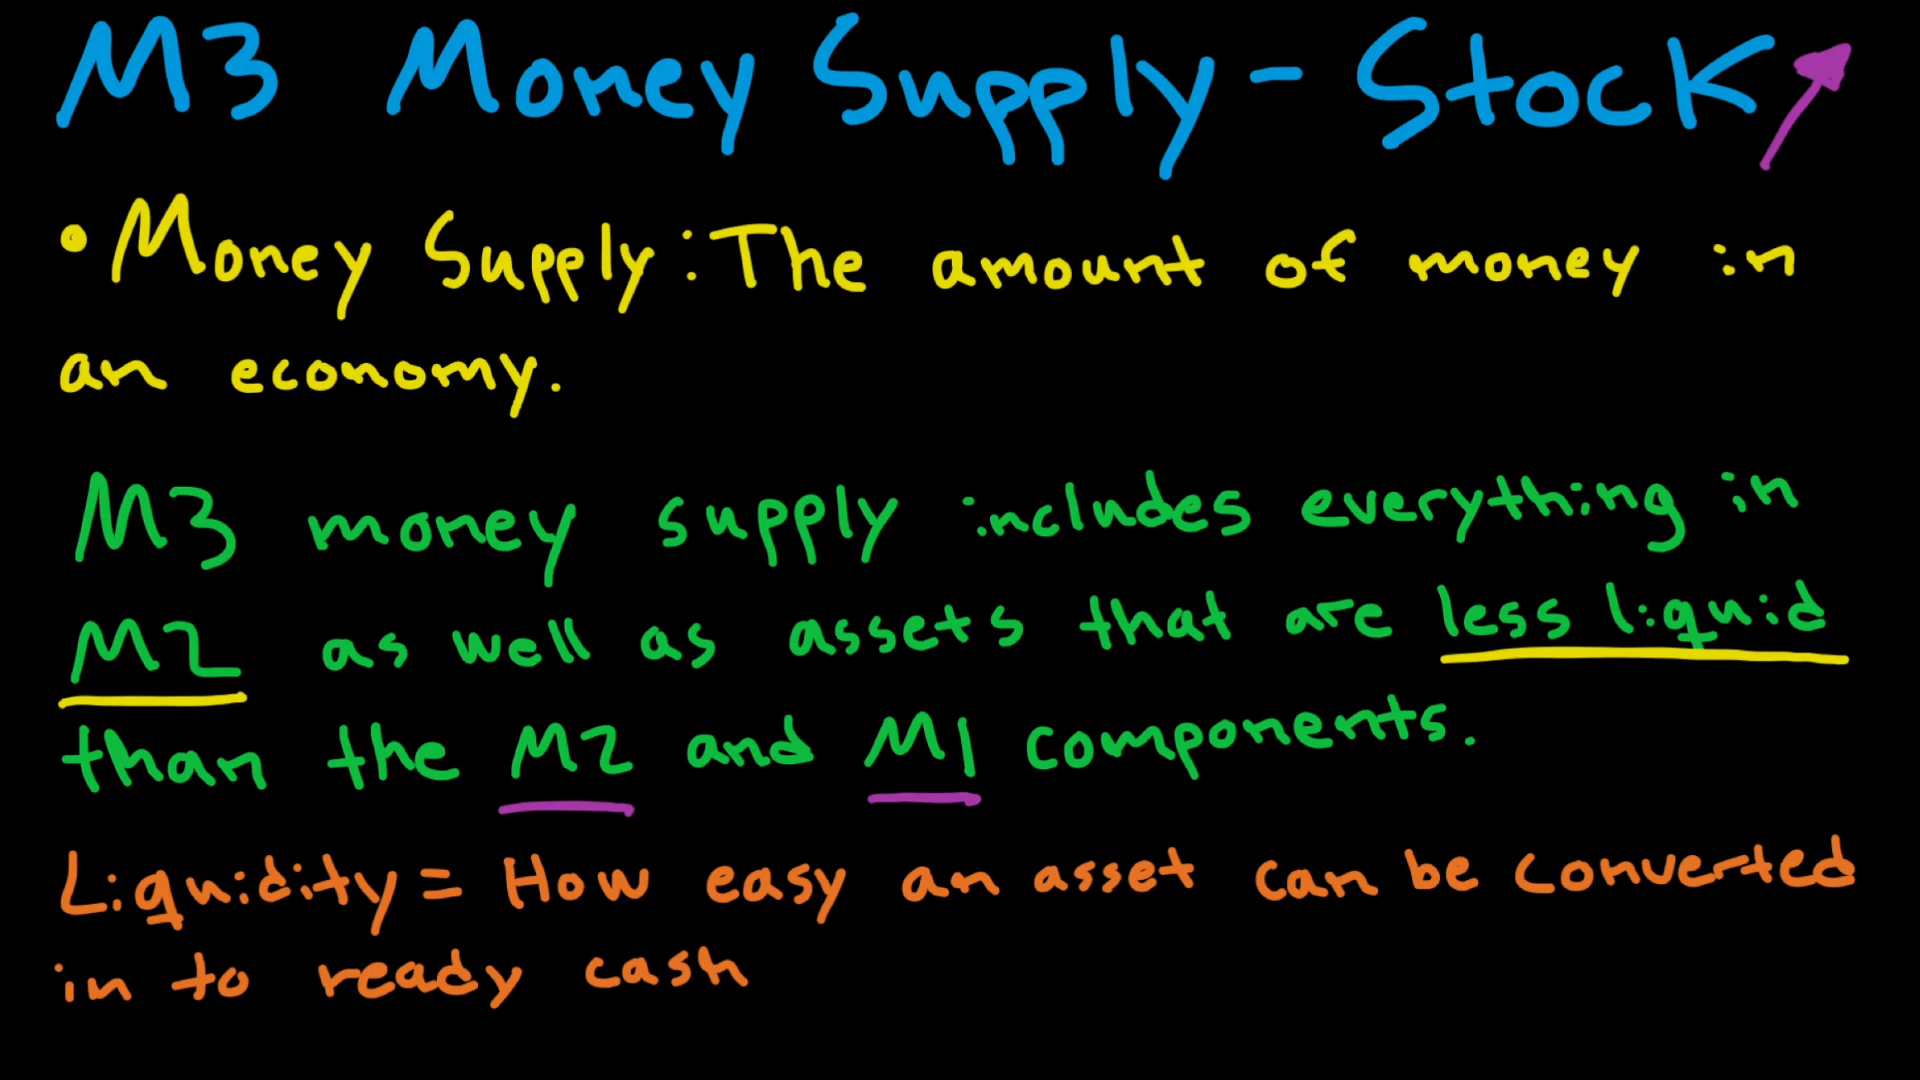 M3 Money Supply - Stock
• Money Supply: The amount of money in
an economy.
M3 money supply includes everything in
M2 as well as assets that are less liquid
than the M2 and M1 components.
Liquidity = How easy an asset can be converted
in to ready cash